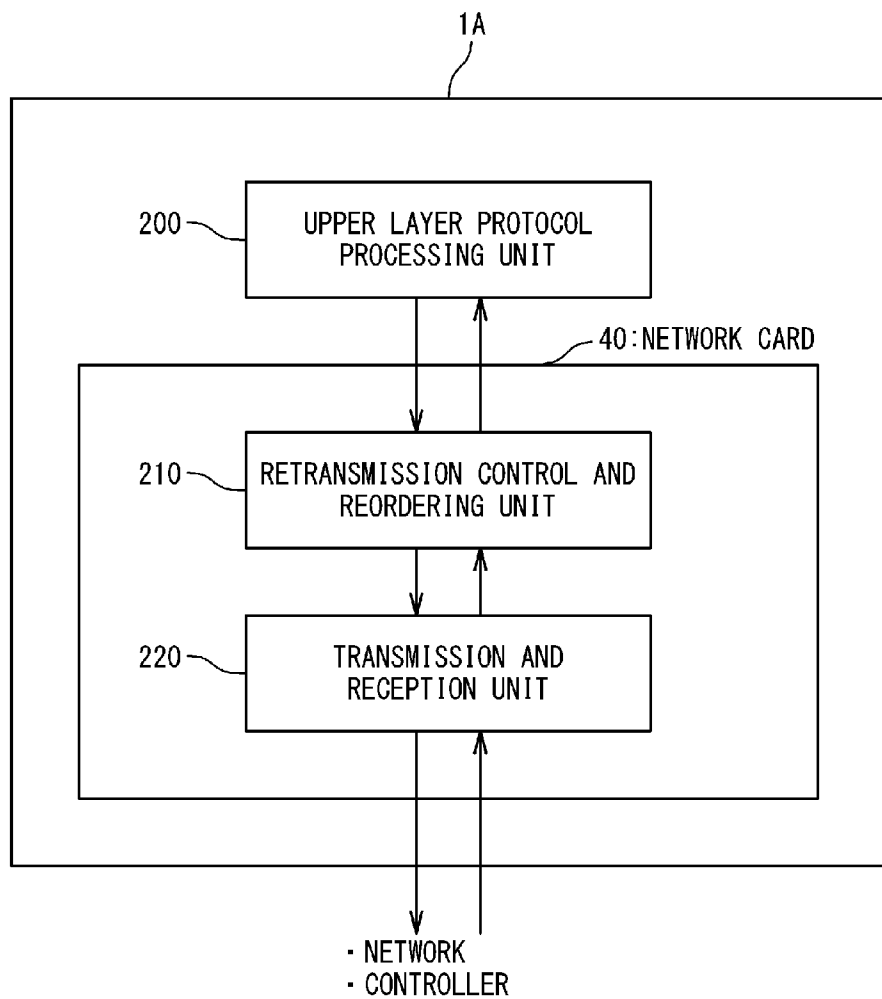 1A
200
UPPER LAYER PROTOCOL
PROCESSING UNIT
40:NETWORK CARD
210
RETRANSMISSION CONTROL AND
REORDERING UNIT
220
TRANSMISSION AND
RECEPTION UNIT
・NETWORK
・CONTROLLER